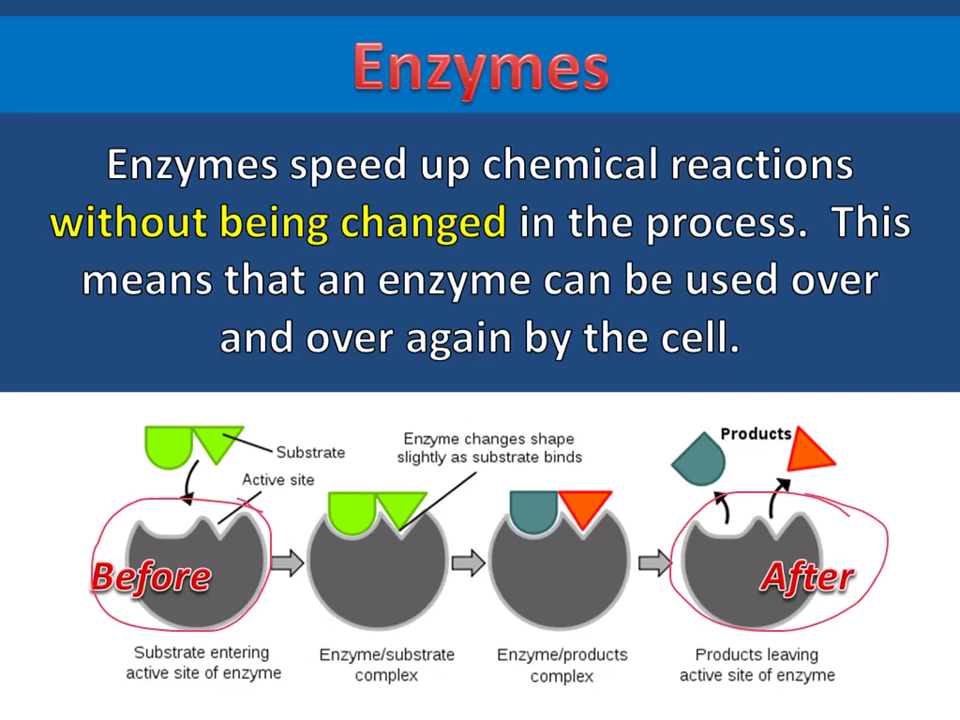 Enzymes
Enzymes speed up chemical reactions
without being changed in the process.  This
means that an enzyme can be used over
and over again by the cell.
Substrate
Active site
Enzyme changes shape
slightly as substrate binds
Products
Before
After
Substrate entering
active site of enzyme
Enzyme/substrate
complex
Enzyme/products
complex
Products leaving
active site of enzyme